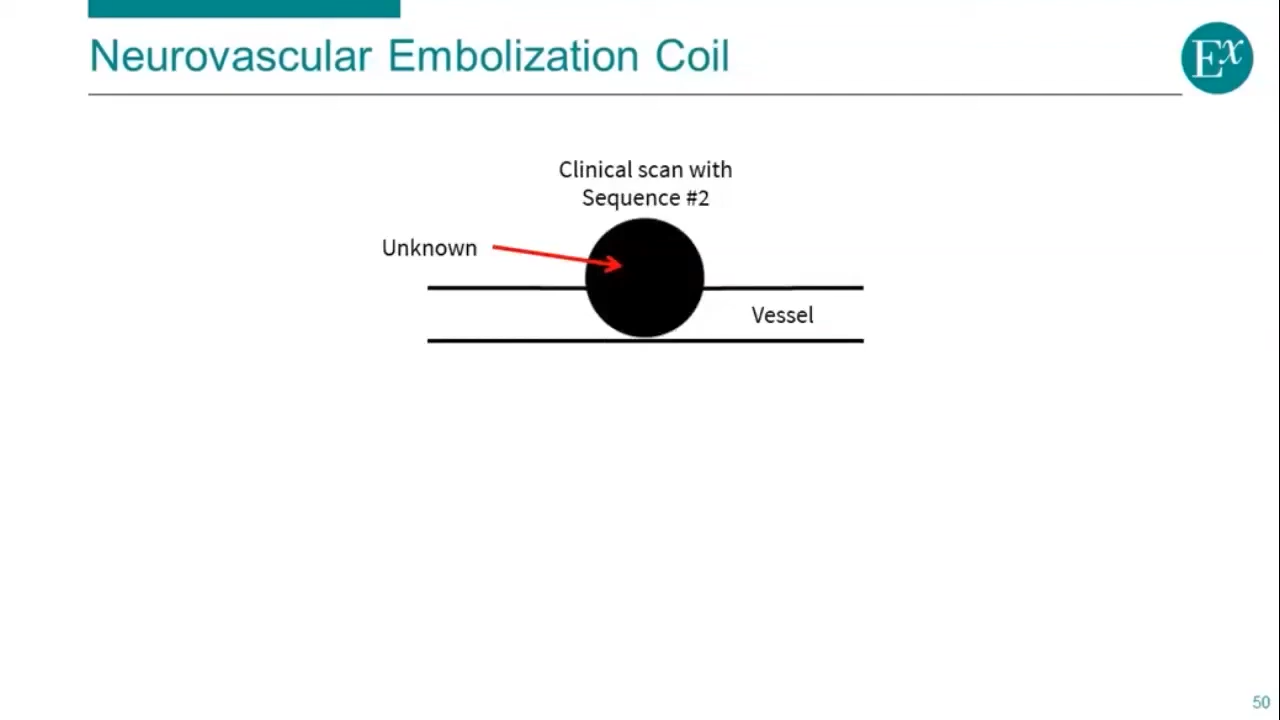 Neurovascular Embolization Coil
Ex
Clinical scan with
Sequence #2
Unknown
Vessel
50